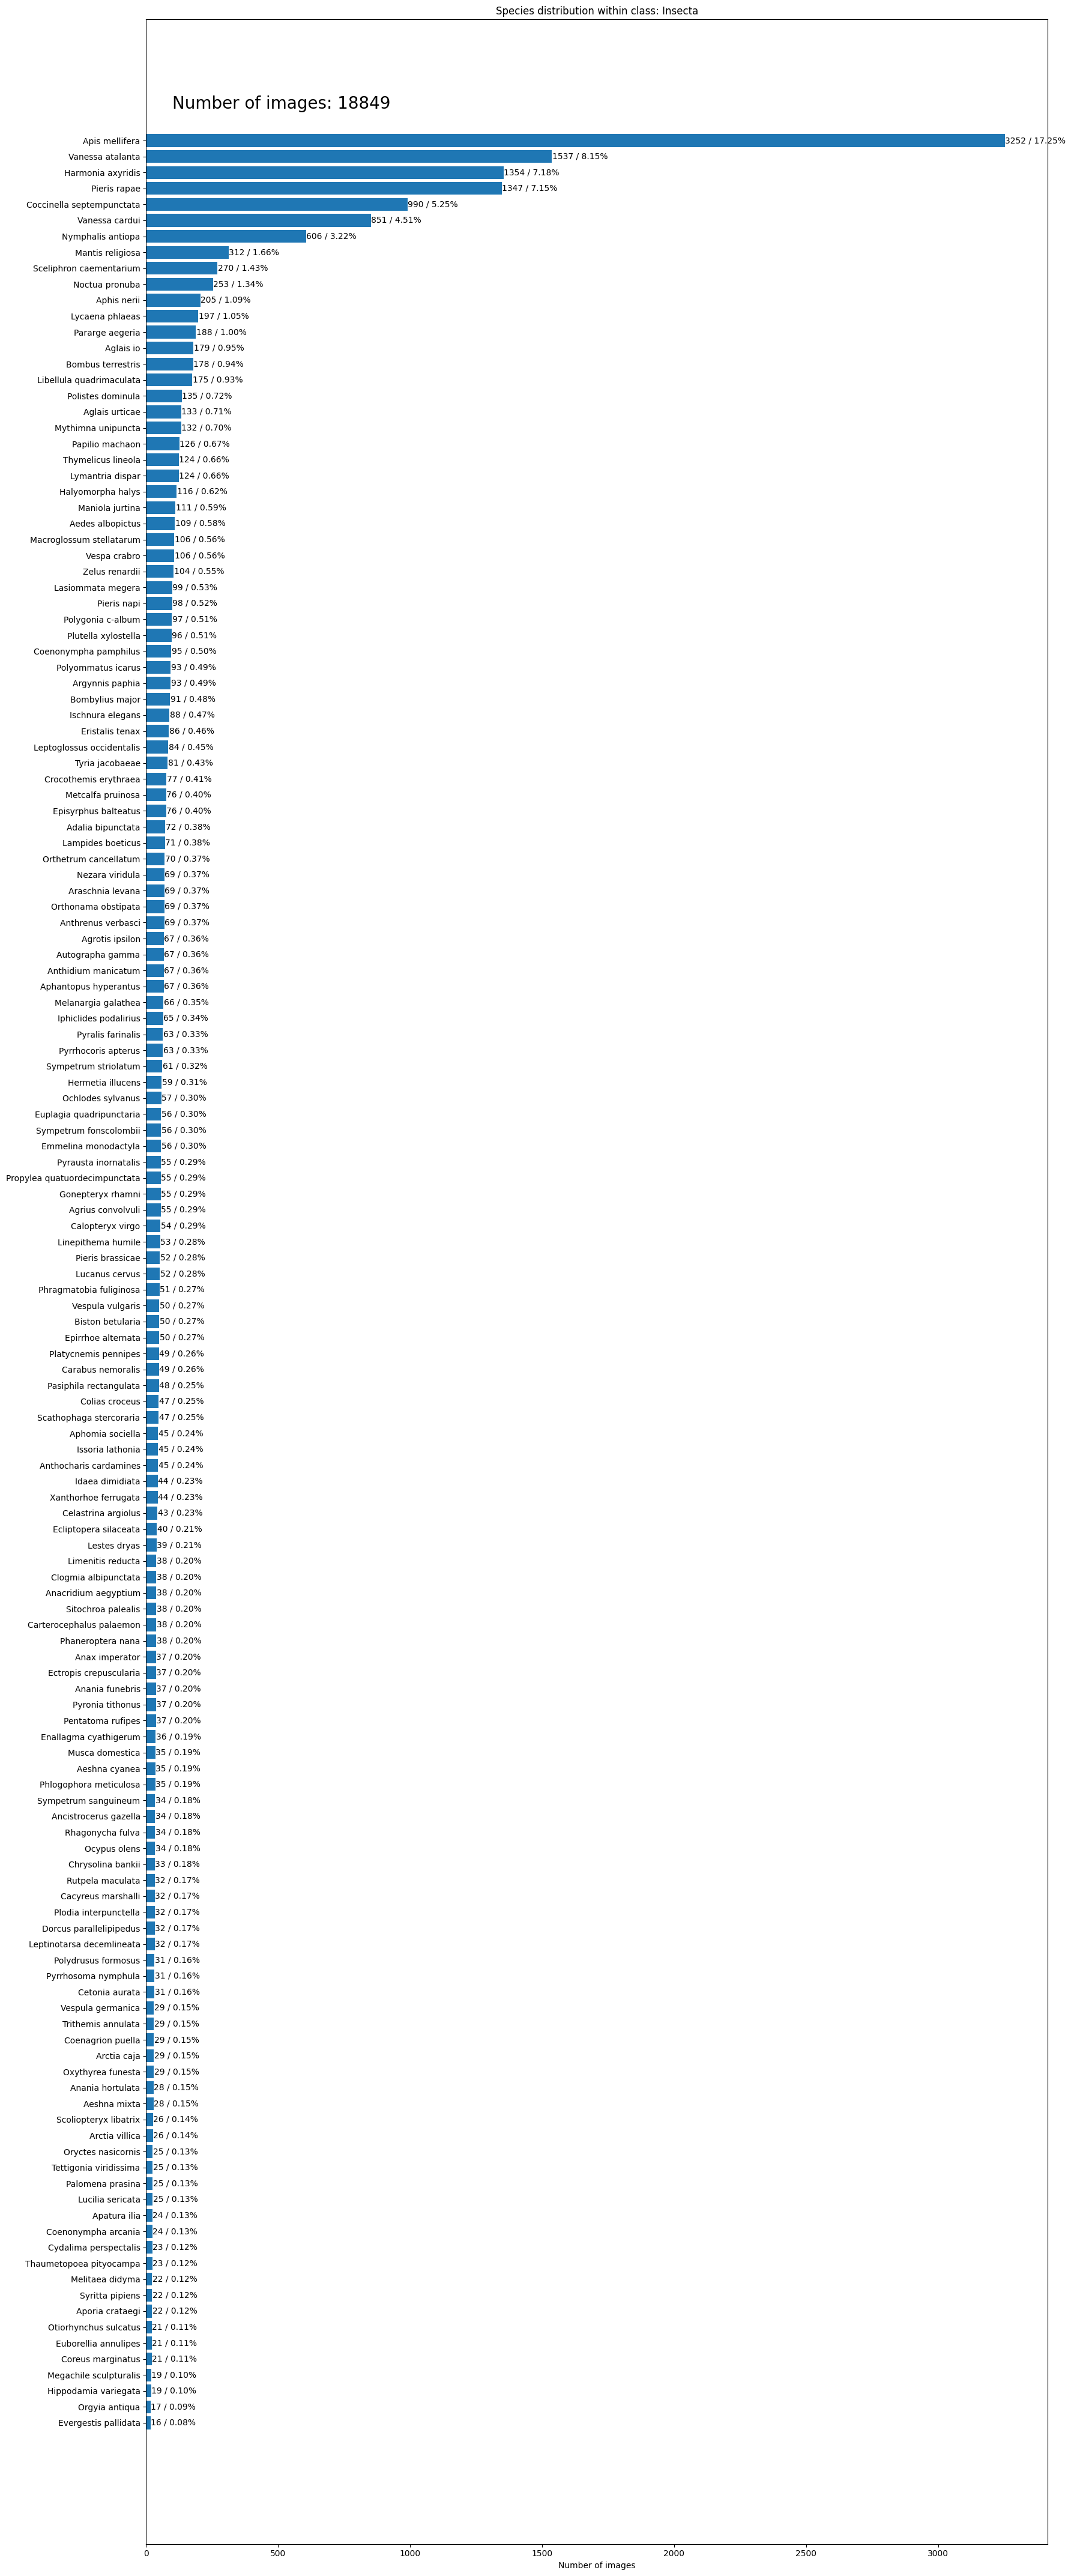 Species distribution within class: Insecta
Number of images: 18849
Apis mellifera 3252 / 17.25%
Vanessa atalanta 1537 / 8.15%
Harmonia axyridis 1354 / 7.18%
Pieris rapae 1347 / 7.15%
Coccinella septempunctata 990 / 5.25%
Vanessa cardui 851 / 4.51%
Nymphalis antiopa 606 / 3.22%
Mantis religiosa 312 / 1.66%
Sceliphron caementarium 270 / 1.43%
Noctua pronuba 253 / 1.34%
Aphis nerii 205 / 1.09%
Lycaena phlaeas 197 / 1.05%
Pararge aegeria 188 / 1.00%
Aglais io 179 / 0.95%
Bombus terrestris 178 / 0.94%
Libellula quadrimaculata 175 / 0.93%
Polistes dominula 135 / 0.72%
Aglais urticae 133 / 0.71%
Mythimna unipuncta 132 / 0.70%
Papilio machaon 126 / 0.67%
Thymelicus lineola 124 / 0.66%
Lymantria dispar 124 / 0.66%
Halyomorpha halys 116 / 0.62%
Maniola jurtina 111 / 0.59%
Aedes albopictus 109 / 0.58%
Macroglossum stellatarum 106 / 0.56%
Vespa crabro 106 / 0.56%
Zelus renardii 104 / 0.55%
Lasiommata megera 99 / 0.53%
Pieris napi 98 / 0.52%
Polygonia c-album 97 / 0.51%
Plutella xylostella 96 / 0.51%
Coenonympha pamphilus 95 / 0.50%
Polyommatus icarus 93 / 0.49%
Argynnis paphia 93 / 0.49%
Bombylius major 91 / 0.48%
Ischnura elegans 88 / 0.47%
Eristalis tenax 86 / 0.46%
Leptoglossus occidentalis 84 / 0.45%
Tyria jacobaeae 81 / 0.43%
Crocothemis erythraea 77 / 0.41%
Metcalfa pruinosa 76 / 0.40%
Episyrphus balteatus 76 / 0.40%
Adalia bipunctata 72 / 0.38%
Lampides boeticus 71 / 0.38%
Orthetrum cancellatum 70 / 0.37%
Nezara viridula 69 / 0.37%
Araschnia levana 69 / 0.37%
Orthonama obstipata 69 / 0.37%
Anthrenus verbasci 69 / 0.37%
Agrotis ipsilon 67 / 0.36%
Autographa gamma 67 / 0.36%
Anthidium manicatum 67 / 0.36%
Aphantopus hyperantus 67 / 0.36%
Melanargia galathea 66 / 0.35%
Iphiclides podalirius 65 / 0.34%
Pyralis farinalis 63 / 0.33%
Pyrrhocoris apterus 63 / 0.33%
Sympetrum striolatum 61 / 0.32%
Hermetia illucens 59 / 0.31%
Ochlodes sylvanus 57 / 0.30%
Euplagia quadripunctaria 56 / 0.30%
Sympetrum fonscolombii 56 / 0.30%
Emmelina monodactyla 56 / 0.30%
Pyrausta inornatalis 55 / 0.29%
Propylea quatuordecimpunctata 55 / 0.29%
Gonepteryx rhamni 55 / 0.29%
Agrius convolvuli 55 / 0.29%
Calopteryx virgo 54 / 0.29%
Linepithema humile 53 / 0.28%
Pieris brassicae 52 / 0.28%
Lucanus cervus 52 / 0.28%
Phragmatobia fuliginosa 51 / 0.27%
Vespula vulgaris 50 / 0.27%
Biston betularia 50 / 0.27%
Epirrhoe alternata 50 / 0.27%
Platycnemis pennipes 49 / 0.26%
Carabus nemoralis 49 / 0.26%
Pasiphila rectangulata 48 / 0.25%
Colias croceus 47 / 0.25%
Scathophaga stercoraria 47 / 0.25%
Aphomia sociella 45 / 0.24%
Issoria lathonia 45 / 0.24%
Anthocharis cardamines 45 / 0.24%
Idaea dimidiata 44 / 0.23%
Xanthorhoe ferrugata 44 / 0.23%
Celastrina argiolus 43 / 0.23%
Ecliptopera silaceata 40 / 0.21%
Lestes dryas 39 / 0.21%
Limenitis reducta 38 / 0.20%
Clogmia albipunctata 38 / 0.20%
Anacridium aegyptium 38 / 0.20%
Sitochroa palealis 38 / 0.20%
Carterocephalus palaemon 38 / 0.20%
Phaneroptera nana 38 / 0.20%
Anax imperator 37 / 0.20%
Ectropis crepuscularia 37 / 0.20%
Anania funebris 37 / 0.20%
Pyronia tithonus 37 / 0.20%
Pentatoma rufipes 37 / 0.20%
Enallagma cyathigerum 36 / 0.19%
Musca domestica 35 / 0.19%
Aeshna cyanea 35 / 0.19%
Phlogophora meticulosa 35 / 0.19%
Sympetrum sanguineum 34 / 0.18%
Ancistrocerus gazella 34 / 0.18%
Rhagonycha fulva 34 / 0.18%
Ocypus olens 34 / 0.18%
Chrysolina bankii 33 / 0.18%
Rutpela maculata 32 / 0.17%
Cacyreus marshalli 32 / 0.17%
Plodia interpunctella 32 / 0.17%
Dorcus parallelipipedus 32 / 0.17%
Leptinotarsa decemlineata 32 / 0.17%
Polydrusus formosus 31 / 0.16%
Pyrrhosoma nymphula 31 / 0.16%
Cetonia aurata 31 / 0.16%
Vespula germanica 29 / 0.15%
Trithemis annulata 29 / 0.15%
Coenagrion puella 29 / 0.15%
Arctia caja 29 / 0.15%
Oxythyrea funesta 29 / 0.15%
Anania hortulata 28 / 0.15%
Aeshna mixta 28 / 0.15%
Scoliopteryx libatrix 26 / 0.14%
Arctia villica 26 / 0.14%
Oryctes nasicornis 25 / 0.13%
Tettigonia viridissima 25 / 0.13%
Palomena prasina 25 / 0.13%
Lucilia sericata 25 / 0.13%
Apatura ilia 24 / 0.13%
Coenonympha arcania 24 / 0.13%
Cydalima perspectalis 23 / 0.12%
Thaumetopoea pityocampa 23 / 0.12%
Melitaea didyma 22 / 0.12%
Syritta pipiens 22 / 0.12%
Aporia crataegi 22 / 0.12%
Otiorhynchus sulcatus 21 / 0.11%
Euborellia annulipes 21 / 0.11%
Coreus marginatus 21 / 0.11%
Megachile sculpturalis 19 / 0.10%
Hippodamia variegata 19 / 0.10%
Orgyia antiqua 17 / 0.09%
Evergestis pallidata 16 / 0.08%
0 500 1000 1500 2000 2500 3000
Number of images